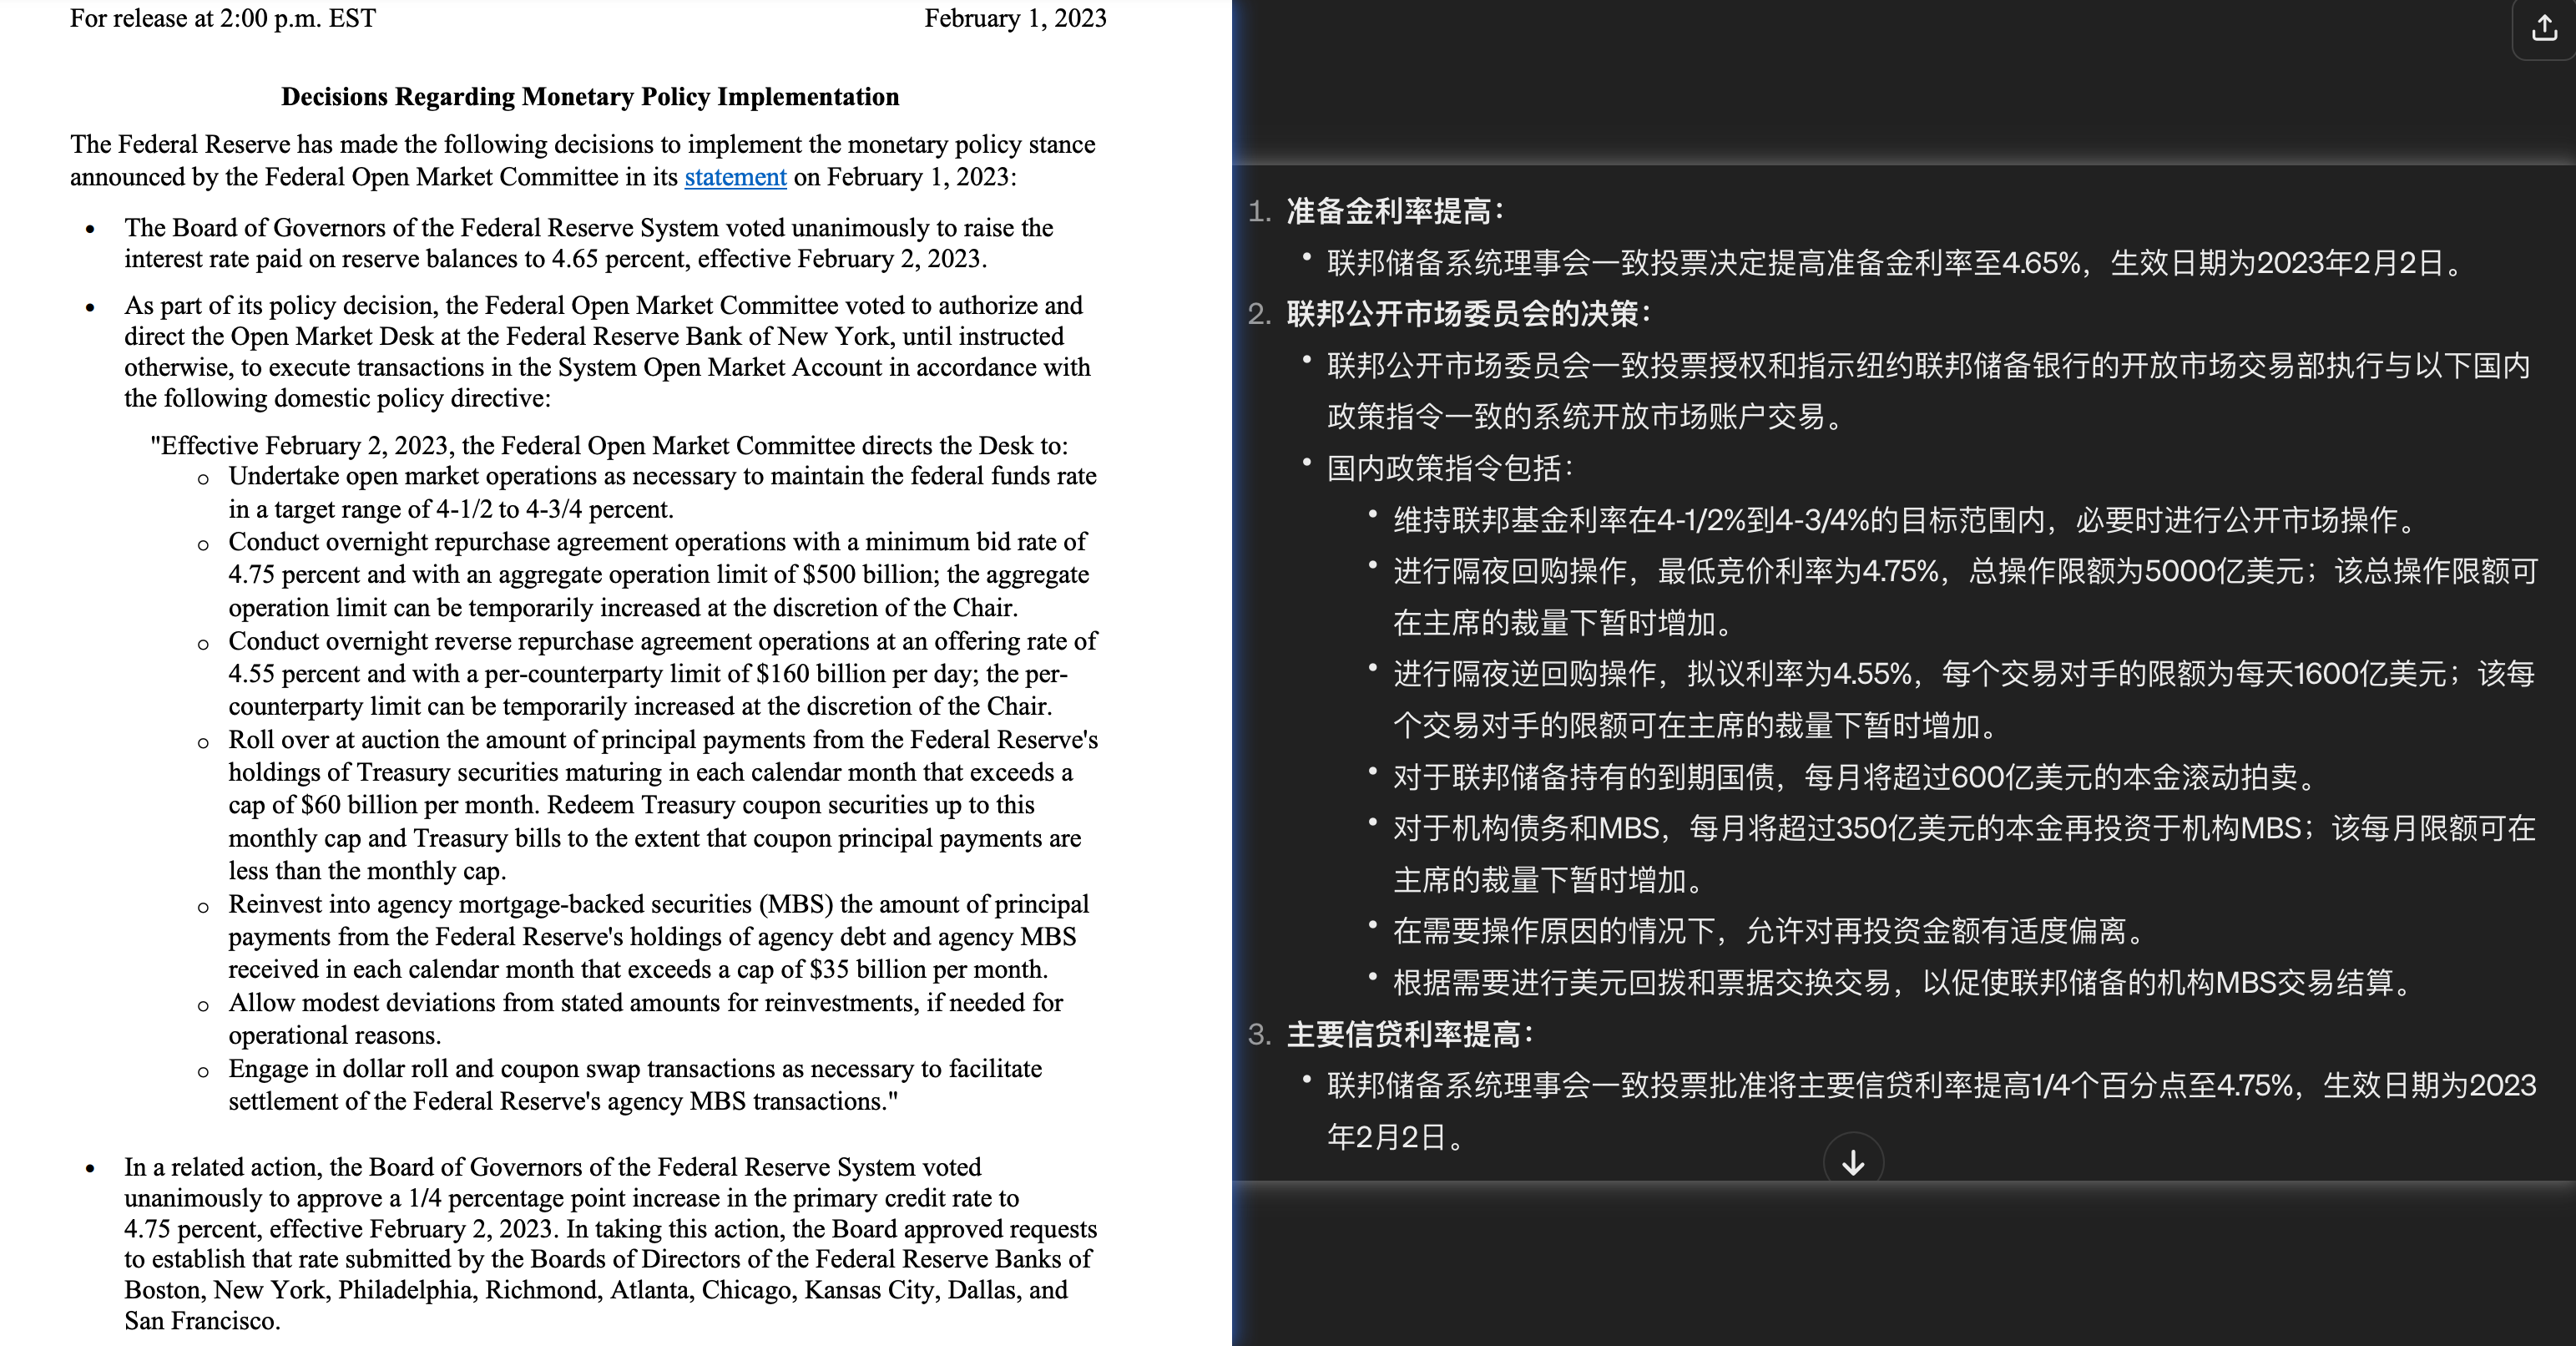 For release at 2:00 p.m. EST
February 1, 2023
Decisions Regarding Monetary Policy Implementation
The Federal Reserve has made the following decisions to implement the monetary policy stance
announced by the Federal Open Market Committee in its statement on February 1, 2023:
• The Board of Governors of the Federal Reserve System voted unanimously to raise the
interest rate paid on reserve balances to 4.65 percent, effective February 2, 2023.
• As part of its policy decision, the Federal Open Market Committee voted to authorize and
direct the Open Market Desk at the Federal Reserve Bank of New York, until instructed
otherwise, to execute transactions in the System Open Market Account in accordance with
the following domestic policy directive:
"Effective February 2, 2023, the Federal Open Market Committee directs the Desk to:
o Undertake open market operations as necessary to maintain the federal funds rate
in a target range of 4-1/2 to 4-3/4 percent.
o Conduct overnight repurchase agreement operations with a minimum bid rate of
4.75 percent and with an aggregate operation limit of $500 billion; the aggregate
operation limit can be temporarily increased at the discretion of the Chair.
o Conduct overnight reverse repurchase agreement operations at an offering rate of
4.55 percent and with a per-counterparty limit of $160 billion per day; the per-
counterparty limit can be temporarily increased at the discretion of the Chair.
o Roll over at auction the amount of principal payments from the Federal Reserve's
holdings of Treasury securities maturing in each calendar month that exceeds a
cap of $60 billion per month. Redeem Treasury coupon securities up to this
monthly cap and Treasury bills to the extent that coupon principal payments are
less than the monthly cap.
o Reinvest into agency mortgage-backed securities (MBS) the amount of principal
payments from the Federal Reserve's holdings of agency debt and agency MBS
received in each calendar month that exceeds a cap of $35 billion per month.
o Allow modest deviations from stated amounts for reinvestments, if needed for
operational reasons.
o Engage in dollar roll and coupon swap transactions as necessary to facilitate
settlement of the Federal Reserve's agency MBS transactions."
• In a related action, the Board of Governors of the Federal Reserve System voted
unanimously to approve a 1/4 percentage point increase in the primary credit rate to
4.75 percent, effective February 2, 2023. In taking this action, the Board approved requests
to establish that rate submitted by the Boards of Directors of the Federal Reserve Banks of
Boston, New York, Philadelphia, Richmond, Atlanta, Chicago, Kansas City, Dallas, and
San Francisco.
1. 准备金利率提高：
• 联邦储备系统理事会一致投票决定提高准备金利率至4.65%，生效日期为2023年2月2日。
2. 联邦公开市场委员会的决策：
• 联邦公开市场委员会一致投票授权和指示纽约联邦储备银行的开放市场交易部执行与以下国内
政策指令一致的系统开放市场账户交易。
• 国内政策指令包括：
• 维持联邦基金利率在4-1/2%到4-3/4%的目标范围内，必要时进行公开市场操作。
• 进行隔夜回购操作，最低竞价利率为4.75%，总操作限额为5000亿美元；该总操作限额可
在主席的裁量下暂时增加。
• 进行隔夜逆回购操作，拟议利率为4.55%，每个交易对手的限额为每天1600亿美元；该每
个交易对手的限额可在主席的裁量下暂时增加。
• 对于联邦储备持有的到期国债，每月将超过600亿美元的本金滚动拍卖。
• 对于机构债务和MBS，每月将超过350亿美元的本金再投资于机构MBS；该每月限额可在
主席的裁量下暂时增加。
• 在需要操作原因的情况下，允许对再投资金额有适度偏离。
• 根据需要进行美元回拨和票据交换交易，以促使联邦储备的机构MBS交易结算。
3. 主要信贷利率提高：
• 联邦储备系统理事会一致投票批准将主要信贷利率提高1/4个百分点至4.75%，生效日期为2023
年2月2日。